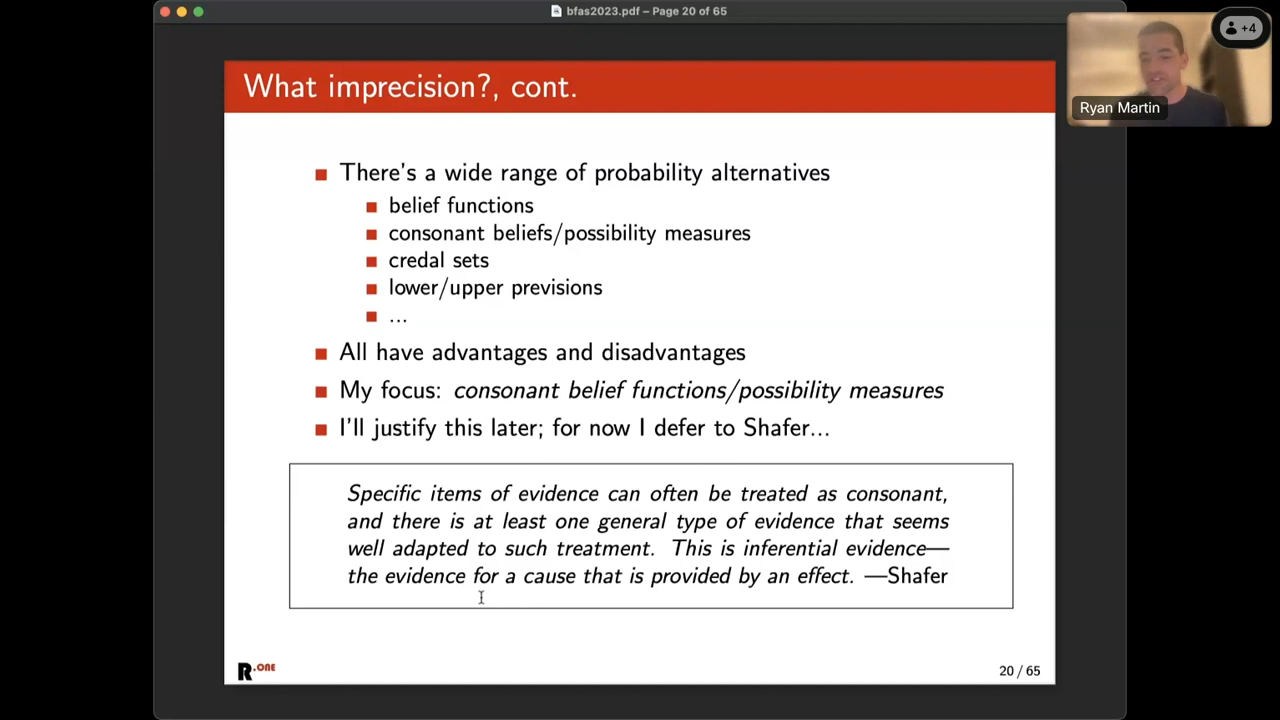 bfas2023.pdf – Page 20 of 65
+4
Ryan Martin
What imprecision?, cont.
There's a wide range of probability alternatives
belief functions
consonant beliefs/possibility measures
credal sets
lower/upper previsions
...
All have advantages and disadvantages
My focus: consonant belief functions/possibility measures
I'll justify this later; for now I defer to Shafer...
Specific items of evidence can often be treated as consonant,
and there is at least one general type of evidence that seems
well adapted to such treatment. This is inferential evidence—
the evidence for a cause that is provided by an effect. —Shafer
R.ONE
20 / 65